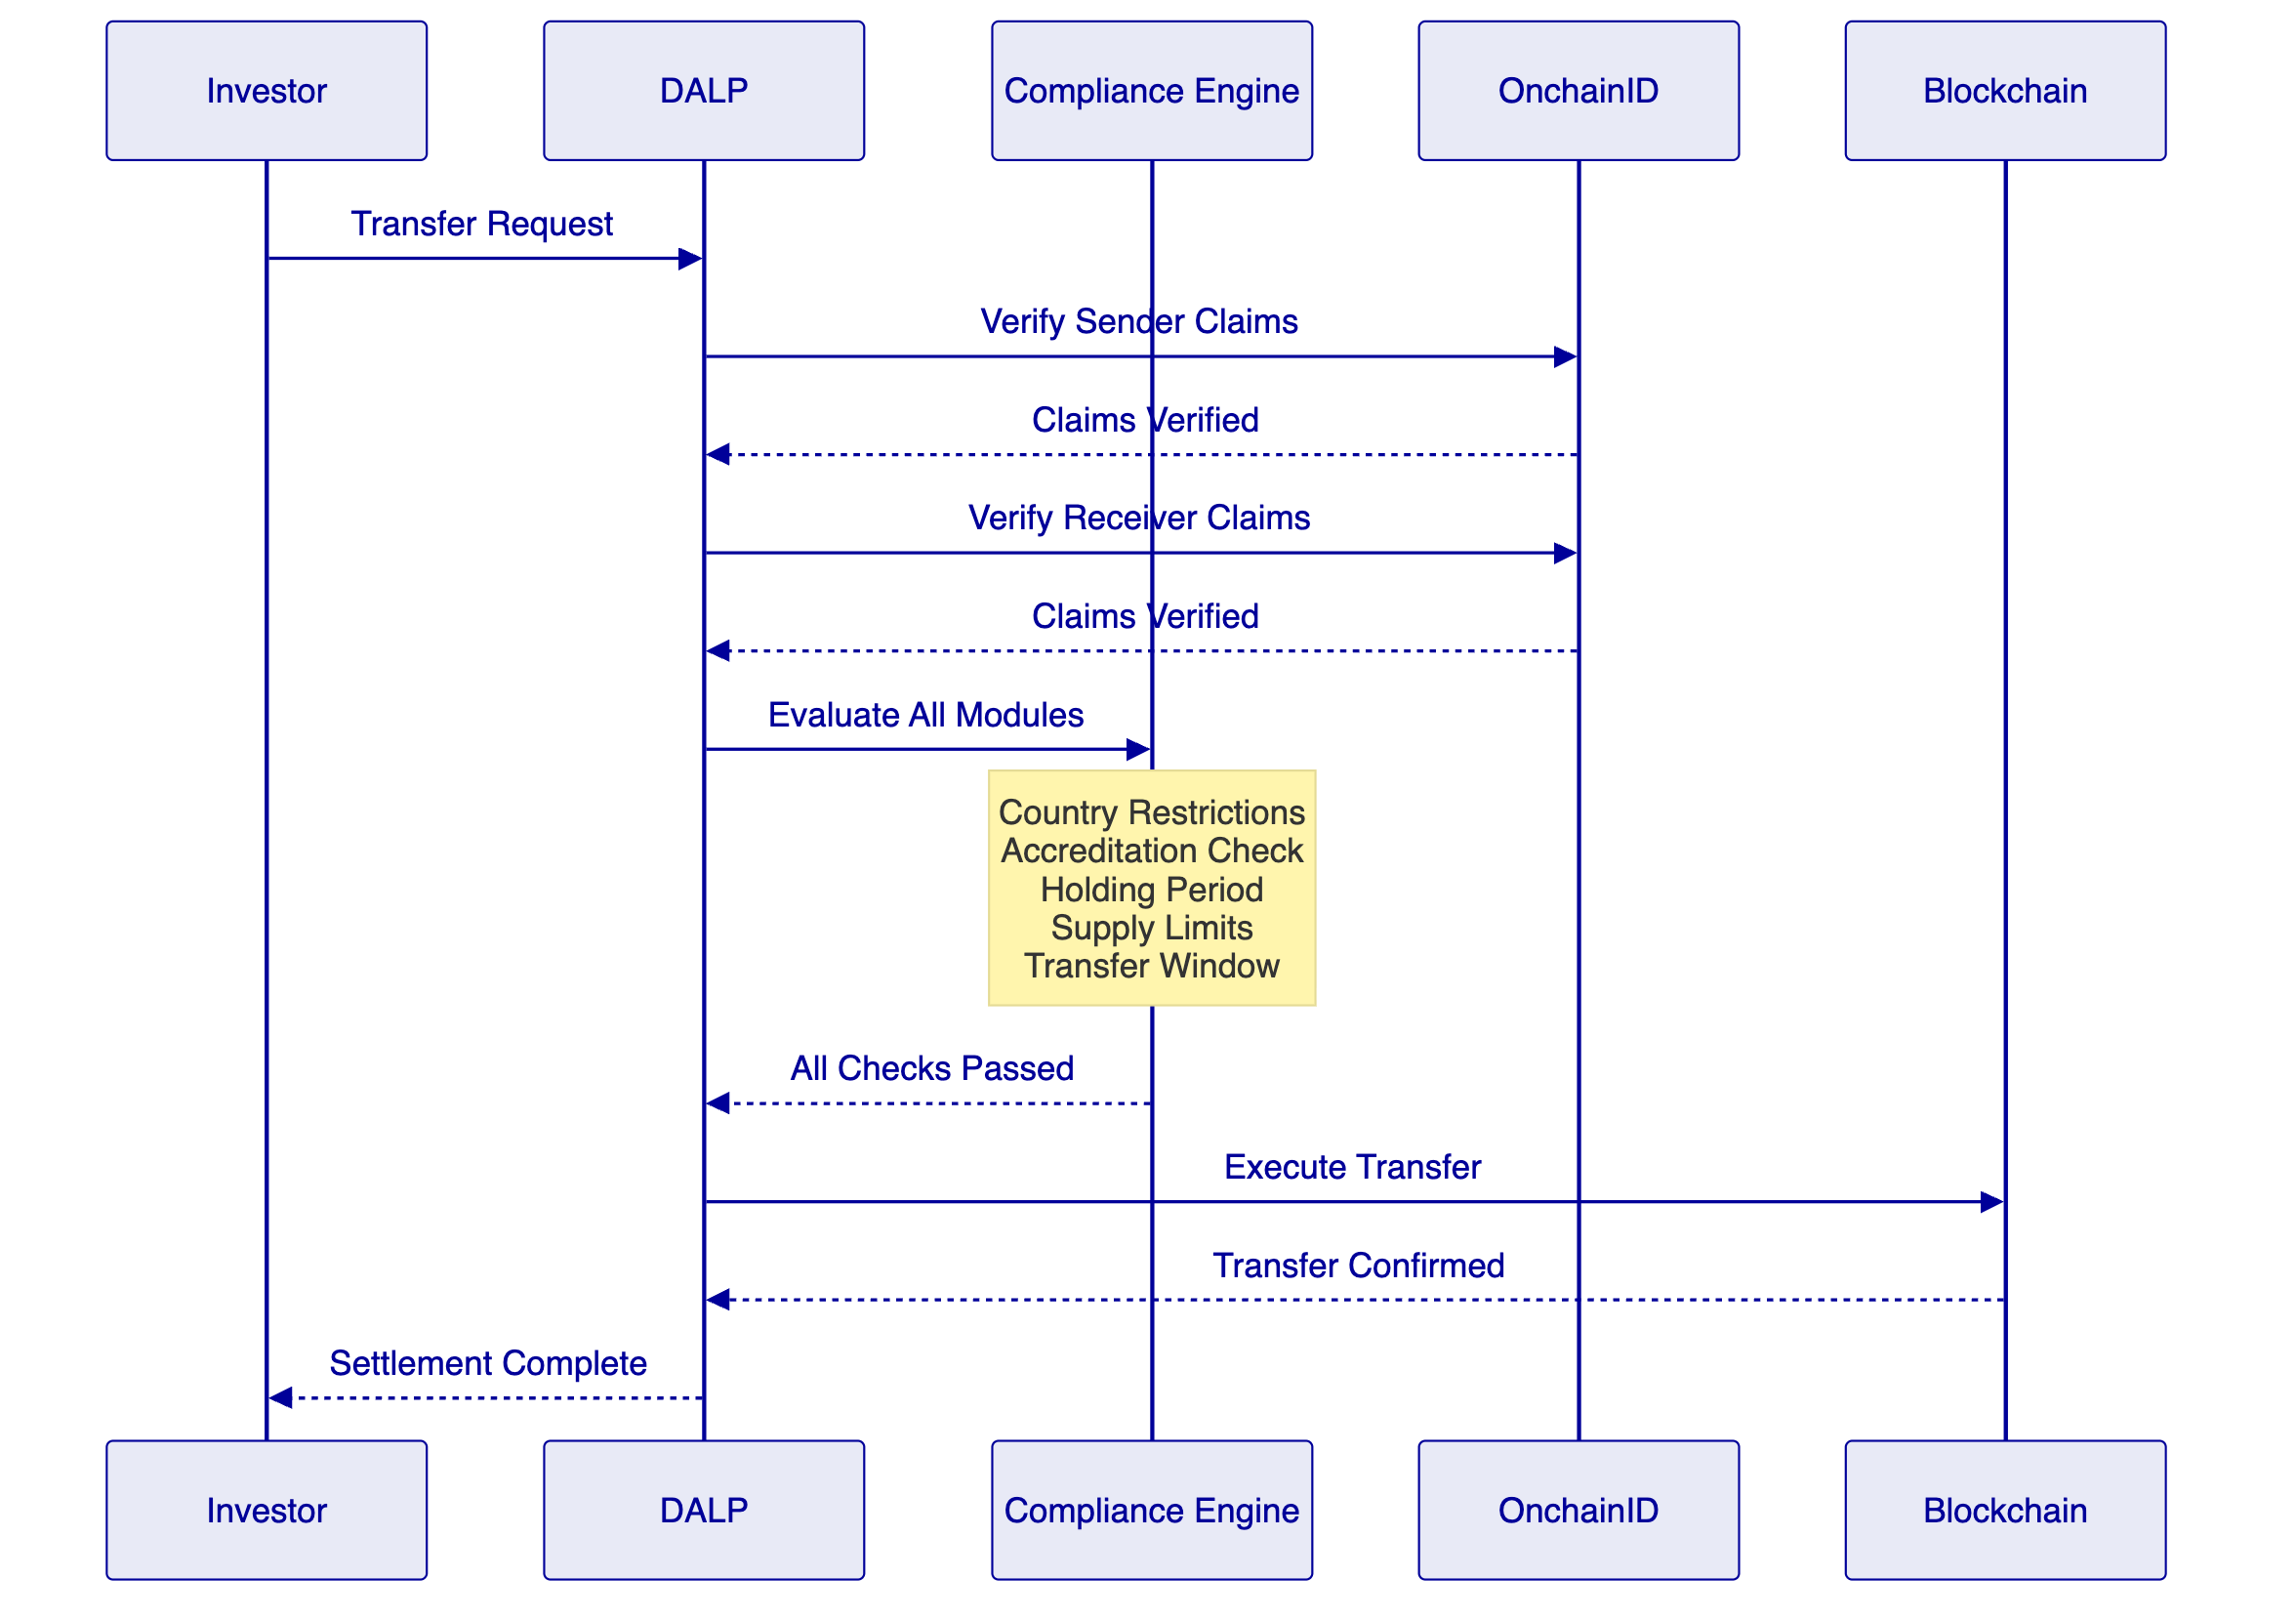 Investor
DALP
Compliance Engine
OnchainID
Blockchain
Transfer Request
Verify Sender Claims
Claims Verified
Verify Receiver Claims
Claims Verified
Evaluate All Modules
Country Restrictions
Accreditation Check
Holding Period
Supply Limits
Transfer Window
All Checks Passed
Execute Transfer
Transfer Confirmed
Settlement Complete
Investor
DALP
Compliance Engine
OnchainID
Blockchain